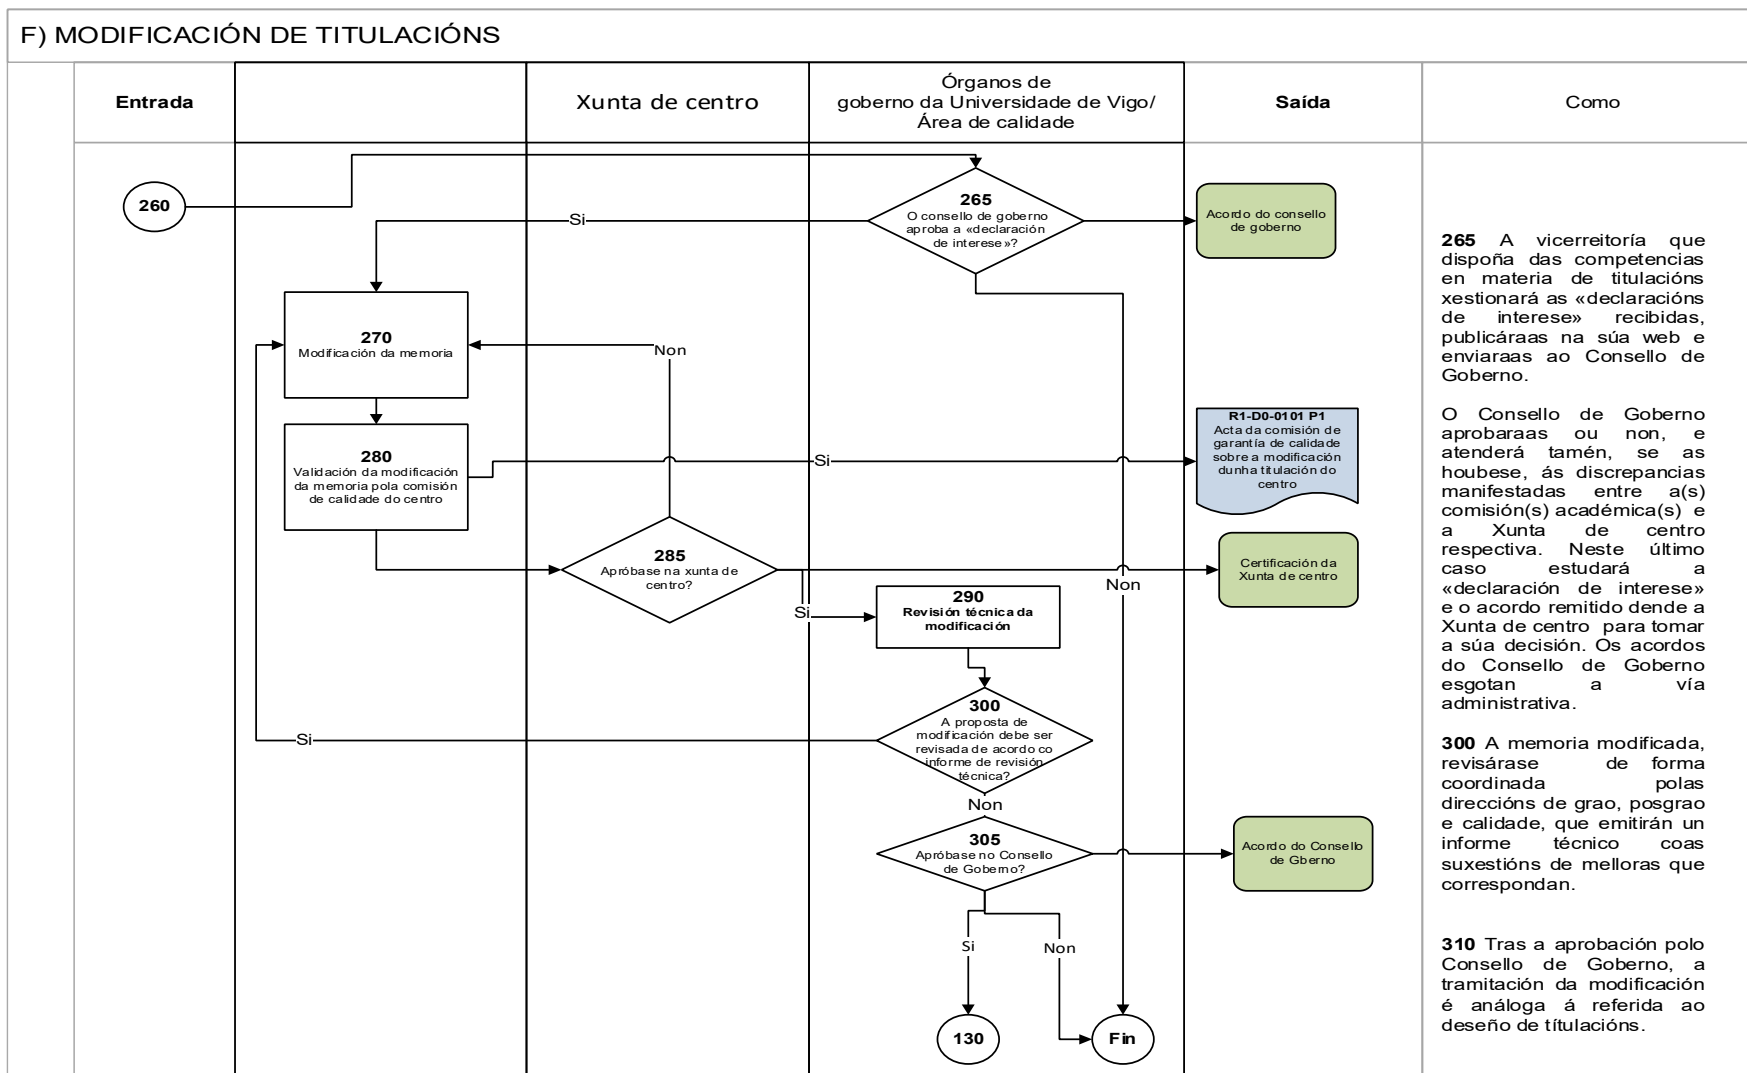 F) MODIFICACIÓN DE TITULACIÓNS
Entrada
Xunta de centro
Órganos de
goberno da Universidade de Vigo/
Área de calidade
Saída
Como
260
265
O consello de goberno
aproba a «declaración
de interese»?
Si
Acordo do consello
de goberno
270
Modificación da memoria
Non
280
Validación da modificación
da memoria pola comisión
de calidade do centro
Si
R1-D0-0101 P1
Acta da comisión de
garantía de calidade
sobre a modificación
dunha titulación do
centro
285
Apróbase na xunta de
centro?
Certificación da
Xunta de centro
Non
Si
290
Revisión técnica da
modificación
300
A proposta de
modificación debe ser
revisada de acordo co
informe de revisión
técnica?
Si
Non
305
Apróbase no Consello
de Goberno?
Acordo do Consello
de Gberno
Si
Non
130
Fin
265 A vicerreitoría que
dispoña das competencias
en materia de titulacións
xestionará as «declaracións
de interese» recibidas,
publicáraas na súa web e
enviaraas ao Consello de
Goberno.
O Consello de Goberno
aprobaraas ou non, e
atenderá tamén, se as
houbese, ás discrepancias
manifestadas entre a(s)
comisión(s) académica(s) e
a Xunta de centro
respectiva. Neste último
caso estudará a
«declaración de interese»
e o acordo remitido dende a
Xunta de centro para tomar
a súa decisión. Os acordos
do Consello de Goberno
esgotan a vía
administrativa.
300 A memoria modificada,
revisárase de forma
coordinada polas
direccións de grao, posgrao
e calidade, que emitirán un
informe técnico coas
suxestións de melloras que
correspondan.
310 Tras a aprobación polo
Consello de Goberno, a
tramitación da modificación
é análoga á referida ao
deseño de títulacións.